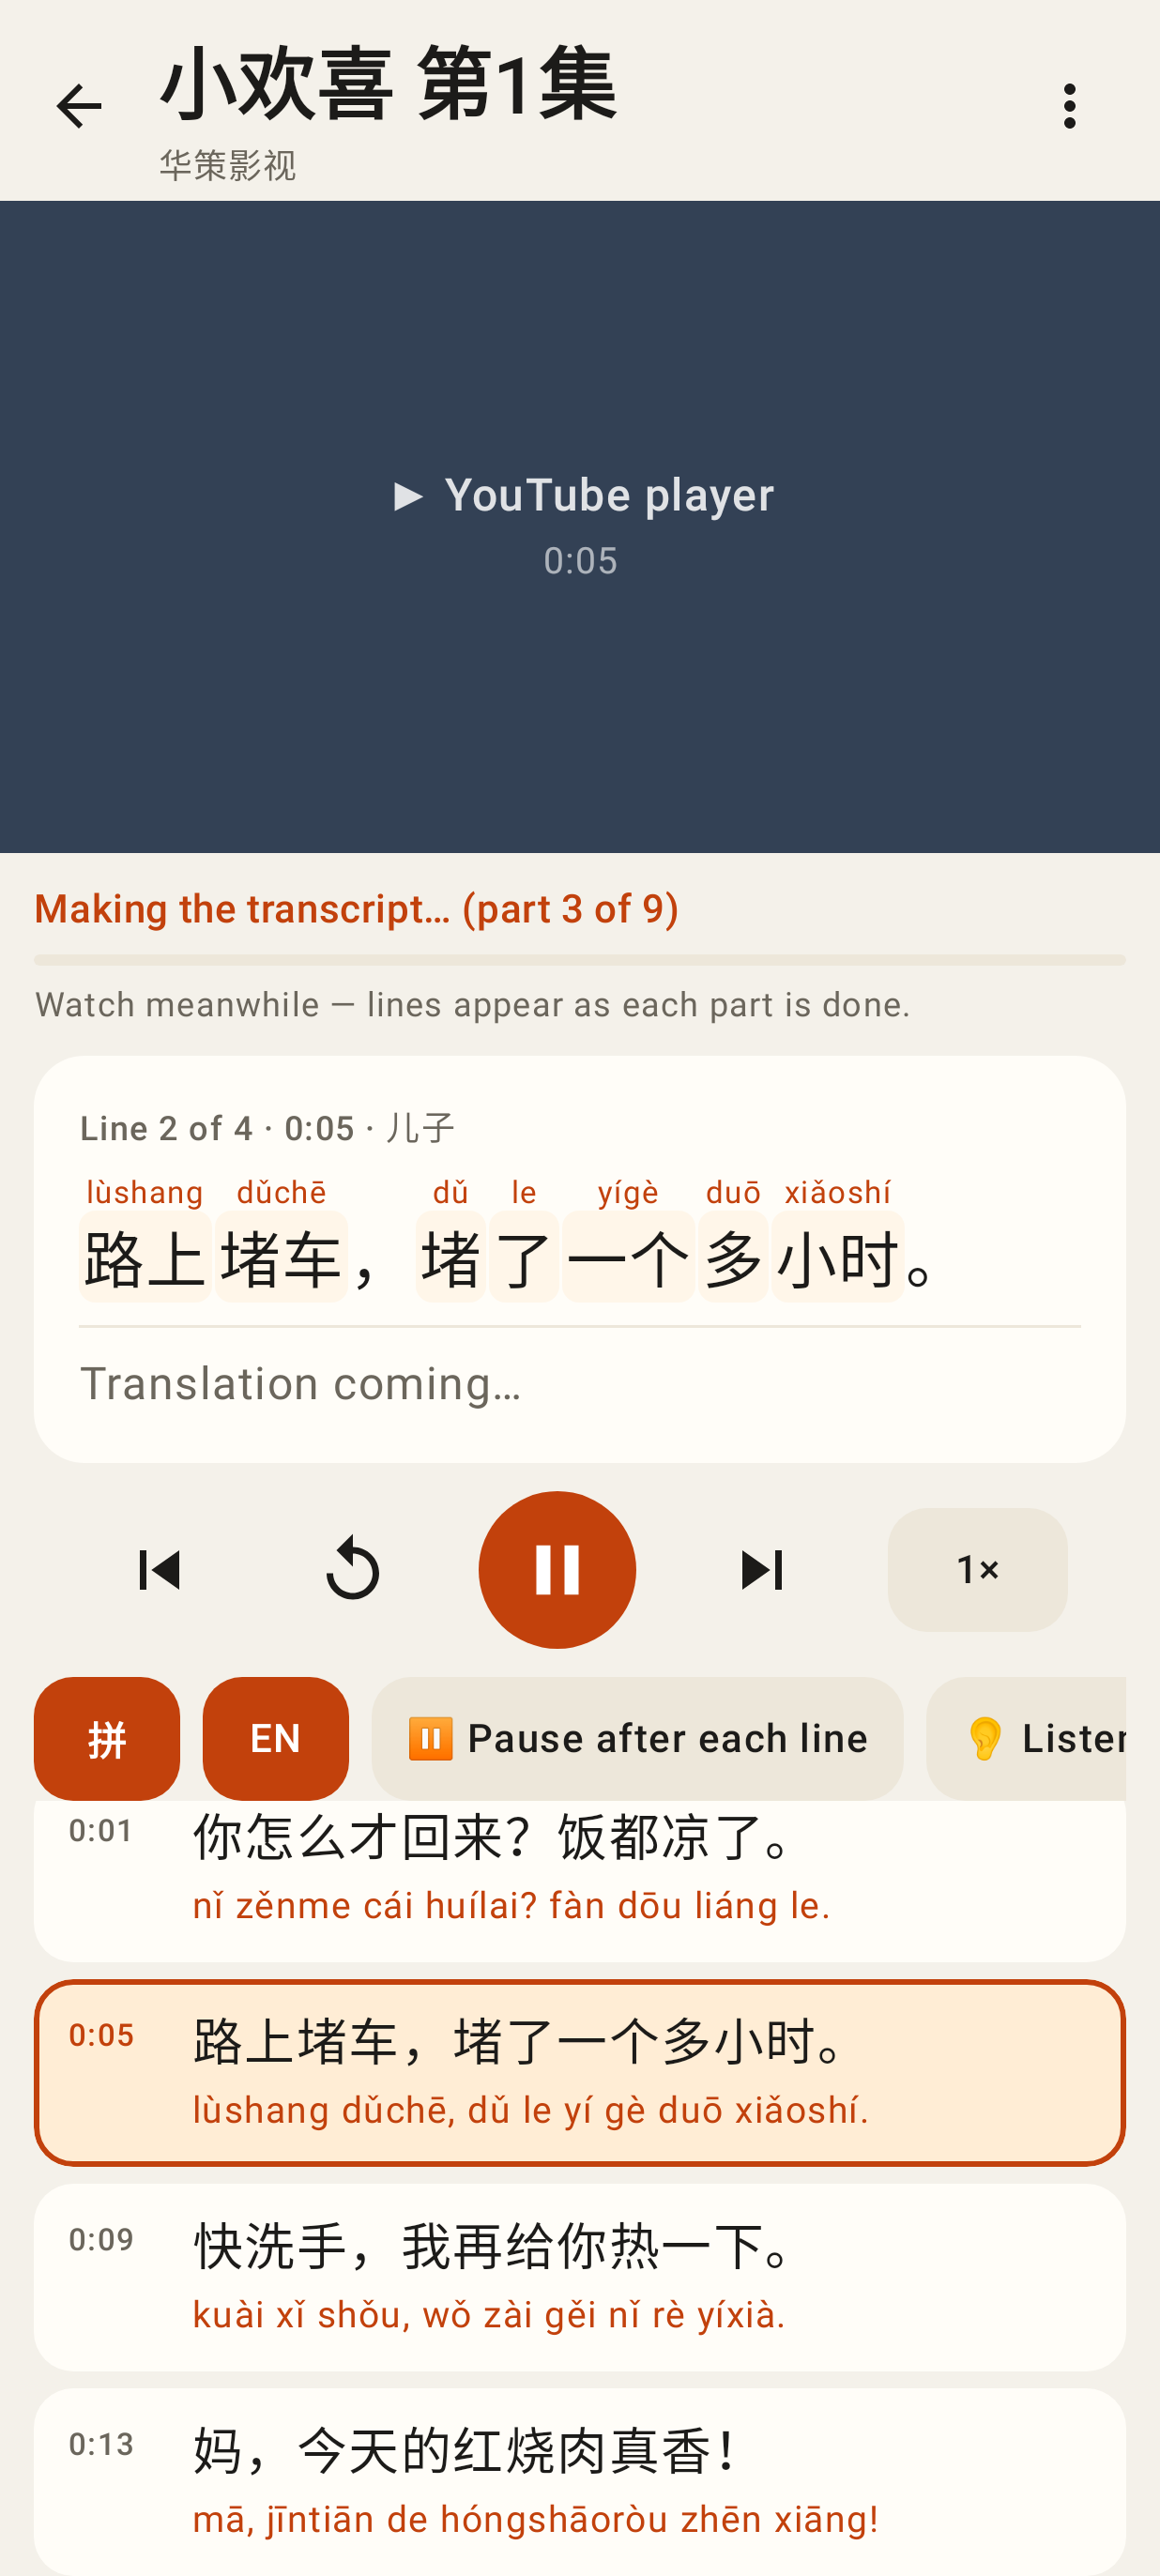 小欢喜 第1集
华策影视
▶ YouTube player
0:05
Making the transcript… (part 3 of 9)
Watch meanwhile — lines appear as each part is done.
Line 2 of 4 · 0:05 · 儿子
lùshang dǔchē dǔ le yígè duō xiǎoshí
路上堵车，堵了一个多小时。
Translation coming…
1×
拼 EN ⏸ Pause after each line 👂 Listen
0:01 你怎么才回来？饭都凉了。
nǐ zěnme cái huílai? fàn dōu liáng le.
0:05 路上堵车，堵了一个多小时。
lùshang dǔchē, dǔ le yí gè duō xiǎoshí.
0:09 快洗手，我再给你热一下。
kuài xǐ shǒu, wǒ zài gěi nǐ rè yíxià.
0:13 妈，今天的红烧肉真香！
mā, jīntiān de hóngshāoròu zhēn xiāng!